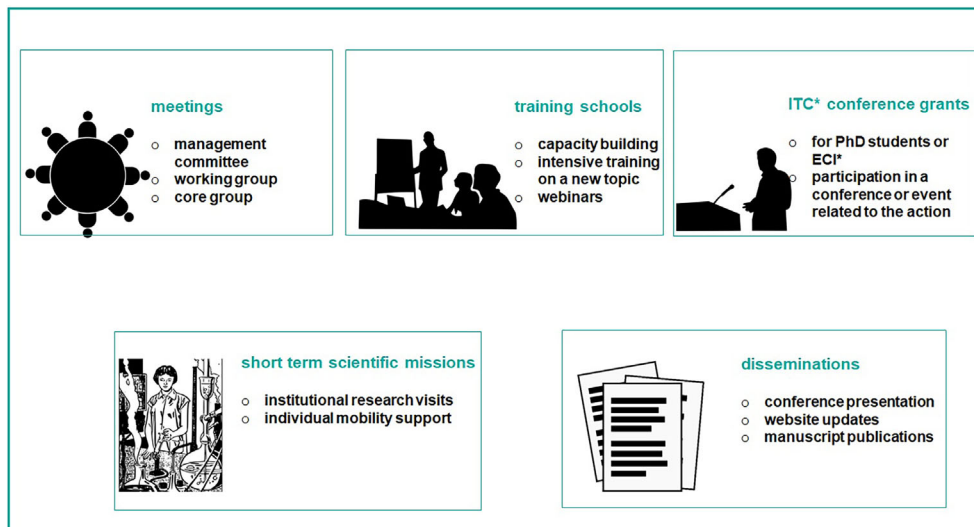 meetings
o management
committee
o working group
o core group
training schools
o capacity building
o intensive training
on a new topic
o webinars
ITC* conference grants
o for PhD students or
ECI*
o participation in a
conference or event
related to the action
short term scientific missions
o institutional research visits
o individual mobility support
disseminations
o conference presentation
o website updates
o manuscript publications